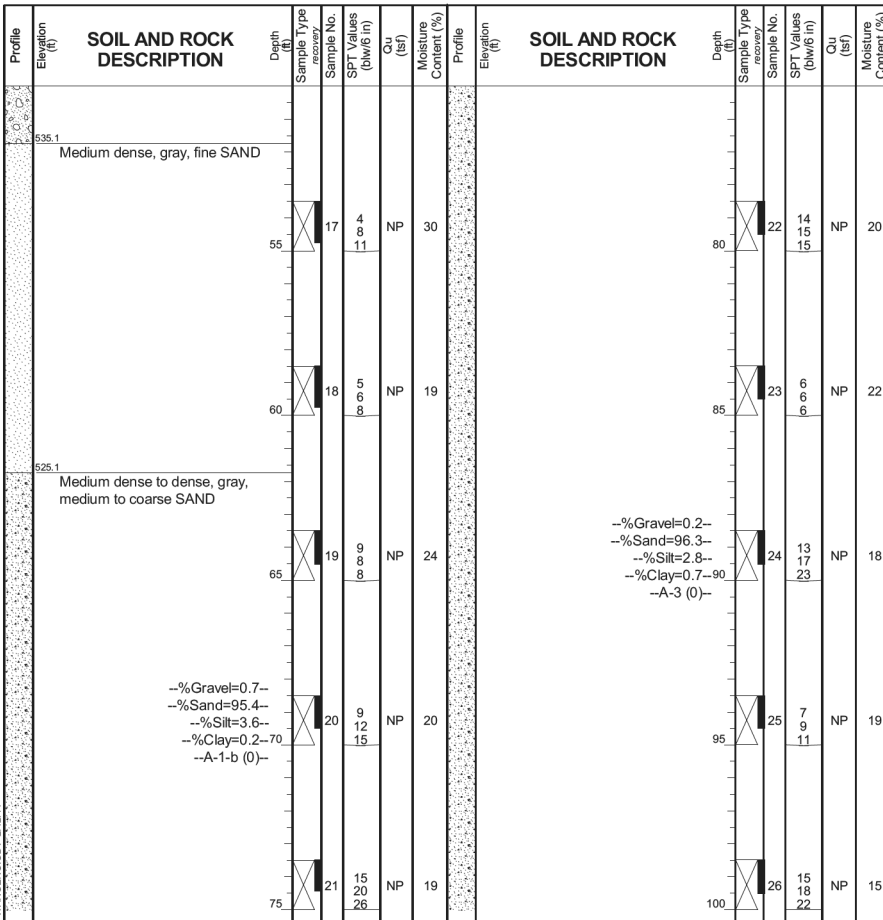 Profile
Elevation (ft)
SOIL AND ROCK
DESCRIPTION
Depth (ft)
Sample Type
recovery
Sample No.
SPT Values
(blw/6 in)
Qu
(tsf)
Moisture
Content (%)
535.1
Medium dense, gray, fine SAND
55
17
4
8
11
NP
30
60
18
5
6
8
NP
19
525.1
Medium dense to dense, gray,
medium to coarse SAND
65
19
9
8
8
NP
24
--%Gravel=0.7--
--%Sand=95.4--
--%Silt=3.6--
--%Clay=0.2--70
--A-1-b (0)--
20
9
12
15
NP
20
75
21
15
20
26
NP
19
Profile
Elevation (ft)
SOIL AND ROCK
DESCRIPTION
Depth (ft)
Sample Type
recovery
Sample No.
SPT Values
(blw/6 in)
Qu
(tsf)
Moisture
Content (%)
80
22
14
15
15
NP
20
85
23
6
6
6
NP
22
--%Gravel=0.2--
--%Sand=96.3--
--%Silt=2.8--
--%Clay=0.7--90
--A-3 (0)--
24
13
17
23
NP
18
95
25
7
9
11
NP
19
100
26
15
18
22
NP
15